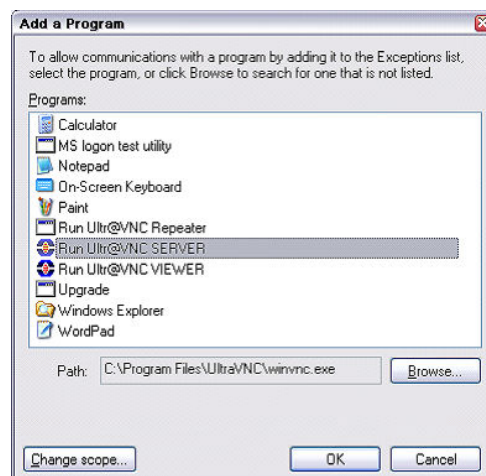 Add a Program
To allow communications with a program by adding it to the Exceptions list,
select the program, or click Browse to search for one that is not listed.
Programs:
Calculator
MS logon test utility
Notepad
On-Screen Keyboard
Paint
Run Ultr@VNC Repeater
Run Ultr@VNC SERVER
Run Ultr@VNC VIEWER
Upgrade
Windows Explorer
WordPad
Path: C:\Program Files\UltraVNC\winvnc.exe Browse...
Change scope... OK Cancel